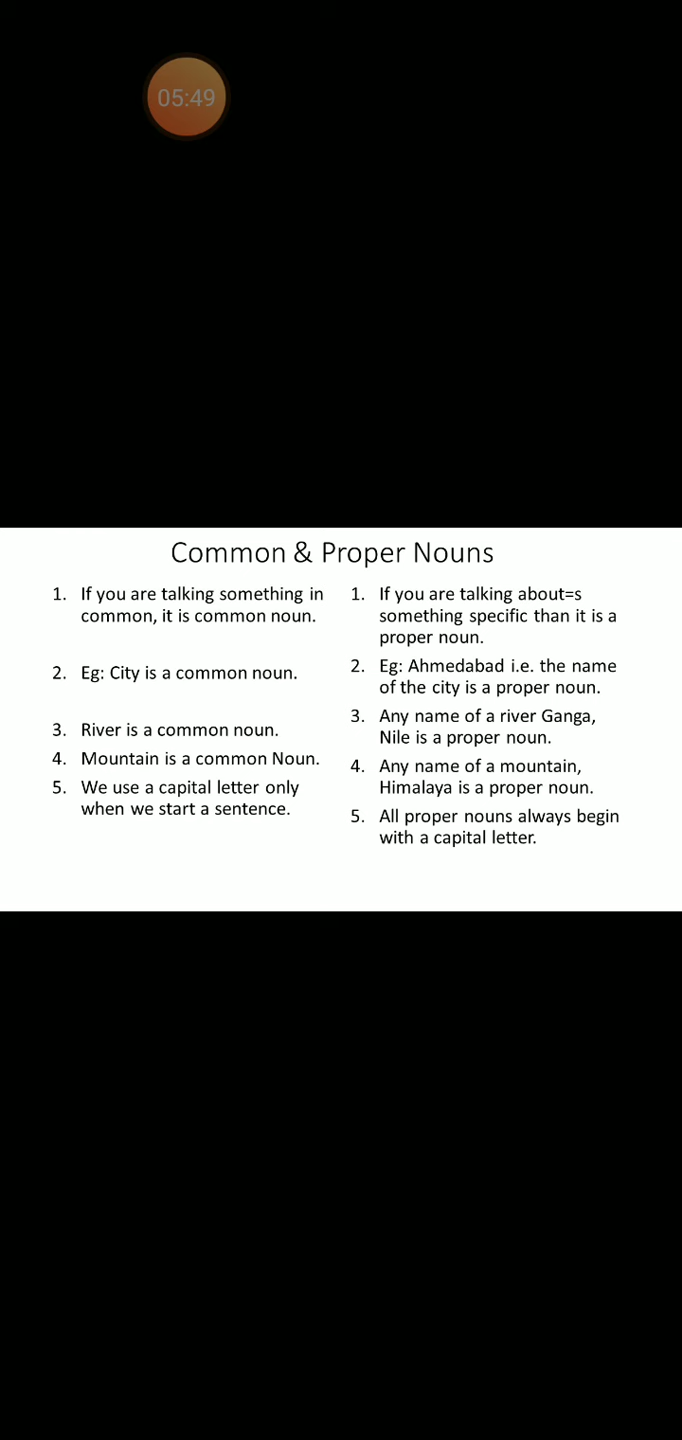 05:49
Common & Proper Nouns
1. If you are talking something in
common, it is common noun.
2. Eg: City is a common noun.
3. River is a common noun.
4. Mountain is a common Noun.
5. We use a capital letter only
when we start a sentence.
1. If you are talking about=s
something specific than it is a
proper noun.
2. Eg: Ahmedabad i.e. the name
of the city is a proper noun.
3. Any name of a river Ganga,
Nile is a proper noun.
4. Any name of a mountain,
Himalaya is a proper noun.
5. All proper nouns always begin
with a capital letter.